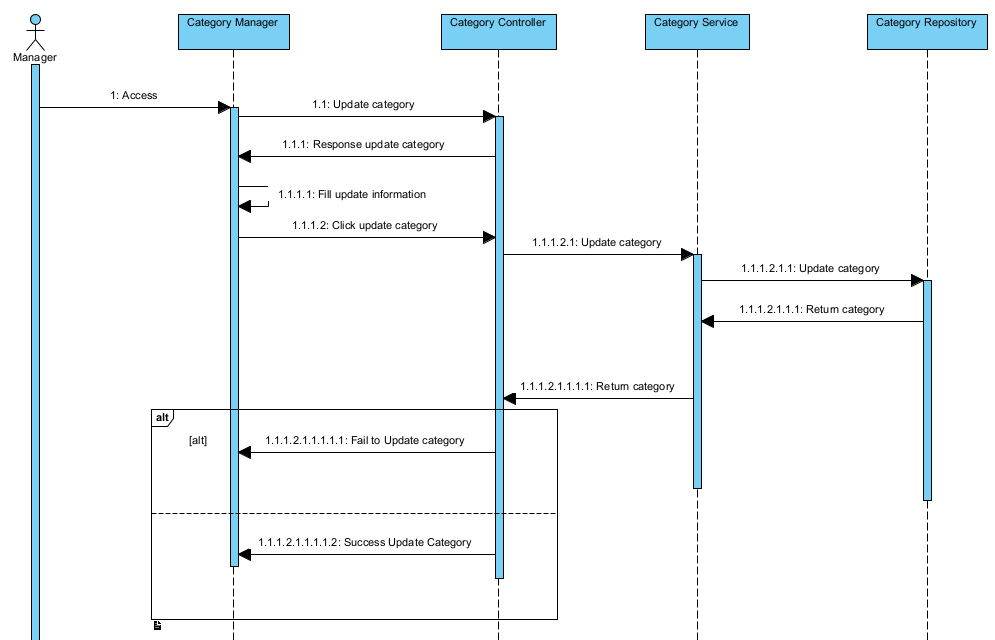 Category Manager
Category Controller
Category Service
Category Repository
Manager
1: Access
1.1: Update category
1.1.1: Response update category
1.1.1.1: Fill update information
1.1.1.2: Click update category
1.1.1.2.1: Update category
1.1.1.2.1.1: Update category
1.1.1.2.1.1.1: Return category
1.1.1.2.1.1.1.1: Return category
alt
[alt]
1.1.1.2.1.1.1.1.1: Fail to Update category
1.1.1.2.1.1.1.1.2: Success Update Category